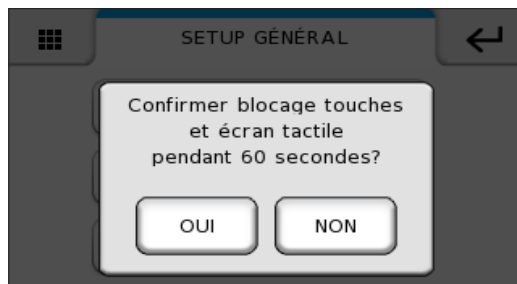 SETUP GÉNÉRAL
Confirmer blocage touches
et écran tactile
pendant 60 secondes?
OUI
NON